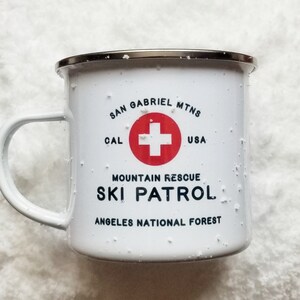 SAN GABRIEL MTNS
CAL USA
MOUNTAIN RESCUE
SKI PATROL
ANGELES NATIONAL FOREST